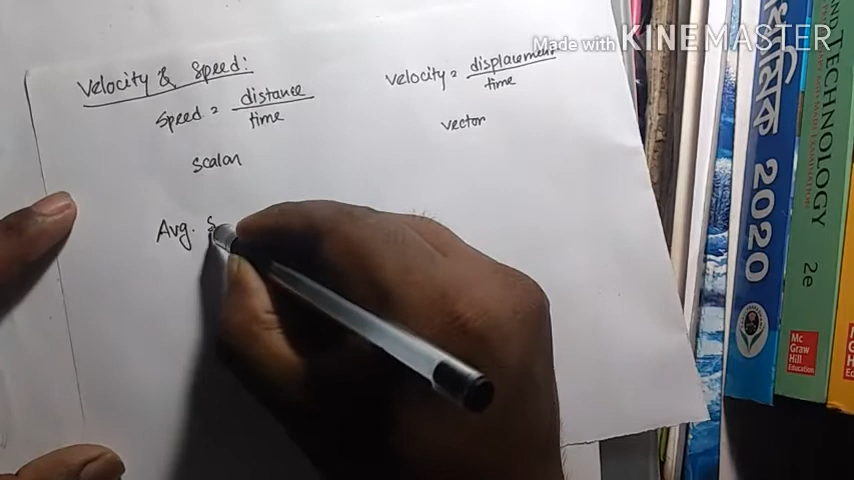 Made with KINEMASTER
Velocity & Speed:
Speed = distance
time
Scalar
Velocity = displacement
time
vector
Avg. S
2020
TECHNOLOGY
2e
Mc
Graw
Hill
Education